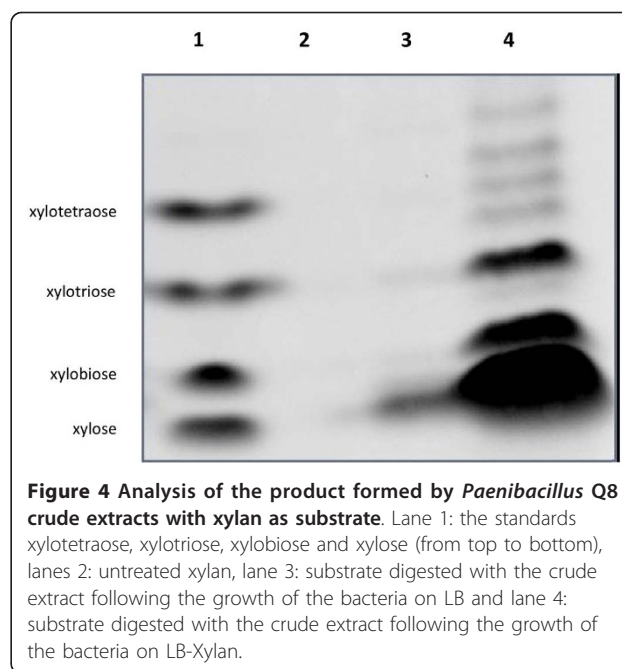 1 2 3 4
xylotetraose
xylotriose
xylobiose
xylose
Figure 4 Analysis of the product formed by Paenibacillus Q8
crude extracts with xylan as substrate. Lane 1: the standards
xylotetraose, xylotriose, xylobiose and xylose (from top to bottom),
lanes 2: untreated xylan, lane 3: substrate digested with the crude
extract following the growth of the bacteria on LB and lane 4:
substrate digested with the crude extract following the growth of
the bacteria on LB-Xylan.